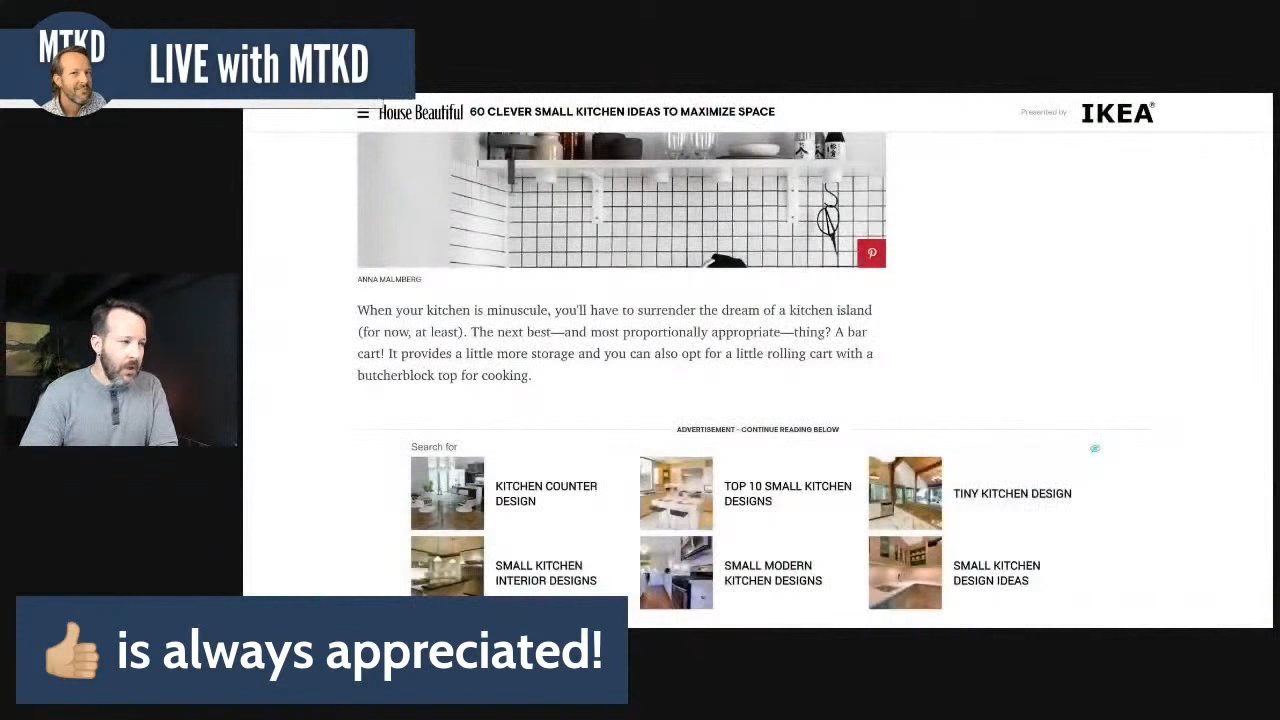 MTKD
LIVE with MTKD
House Beautiful 60 CLEVER SMALL KITCHEN IDEAS TO MAXIMIZE SPACE
Presented by IKEA®
ANNA MALMBERG
When your kitchen is minuscule, you'll have to surrender the dream of a kitchen island
(for now, at least). The next best—and most proportionally appropriate—thing? A bar
cart! It provides a little more storage and you can also opt for a little rolling cart with a
butcherblock top for cooking.
ADVERTISEMENT - CONTINUE READING BELOW
Search for
KITCHEN COUNTER
DESIGN
TOP 10 SMALL KITCHEN
DESIGNS
TINY KITCHEN DESIGN
SMALL KITCHEN
INTERIOR DESIGNS
SMALL MODERN
KITCHEN DESIGNS
SMALL KITCHEN
DESIGN IDEAS
is always appreciated!